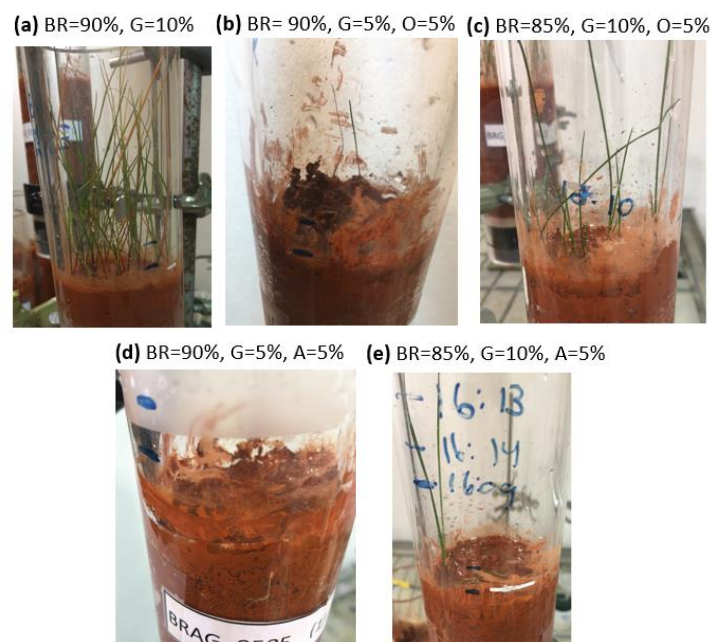 (a) BR=90%, G=10%
(b) BR= 90%, G=5%, O=5%
(c) BR=85%, G=10%, O=5%
BRG
10
(d) BR=90%, G=5%, A=5%
(e) BR=85%, G=10%, A=5%
16:13
16:14
16:09
BRAG